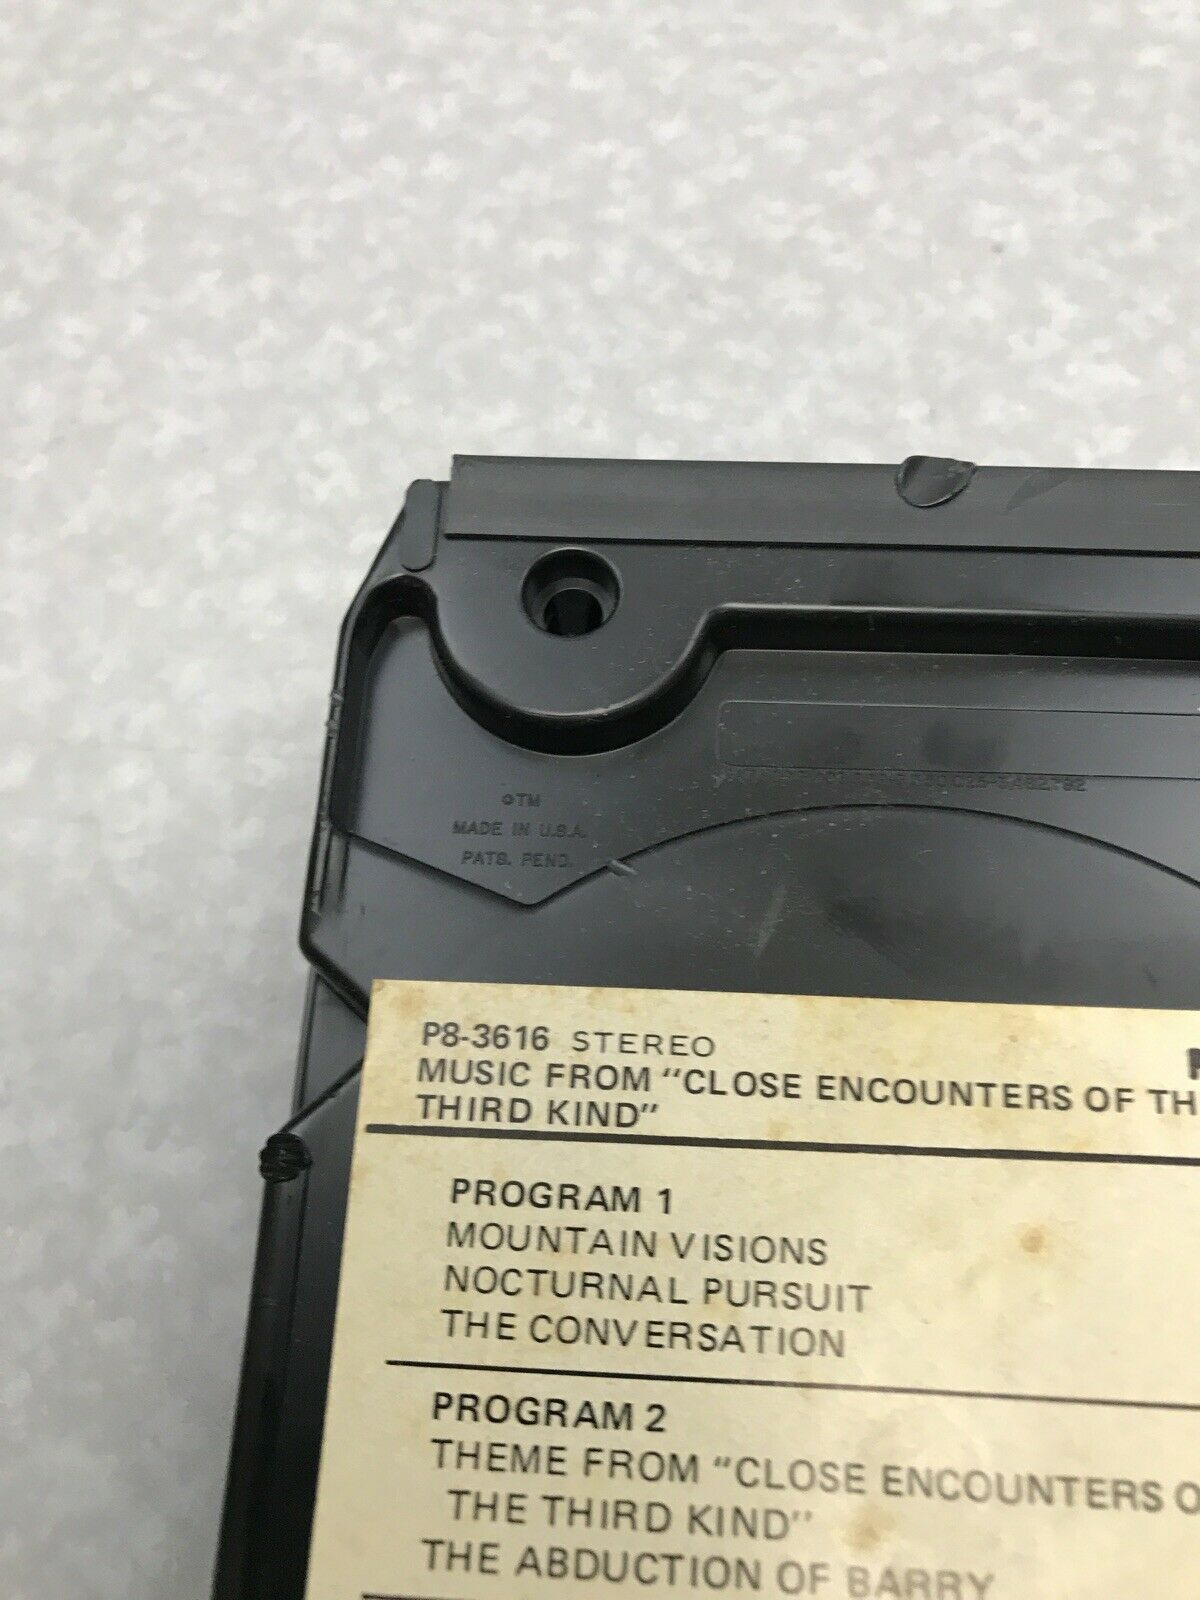 TM
MADE IN U.S.A.
PATS. PEND.
P8-3616 STEREO
MUSIC FROM "CLOSE ENCOUNTERS OF TH
THIRD KIND"
PROGRAM 1
MOUNTAIN VISIONS
NOCTURNAL PURSUIT
THE CONVERSATION
PROGRAM 2
THEME FROM "CLOSE ENCOUNTERS O
THE THIRD KIND"
THE ABDUCTION OF BARRY